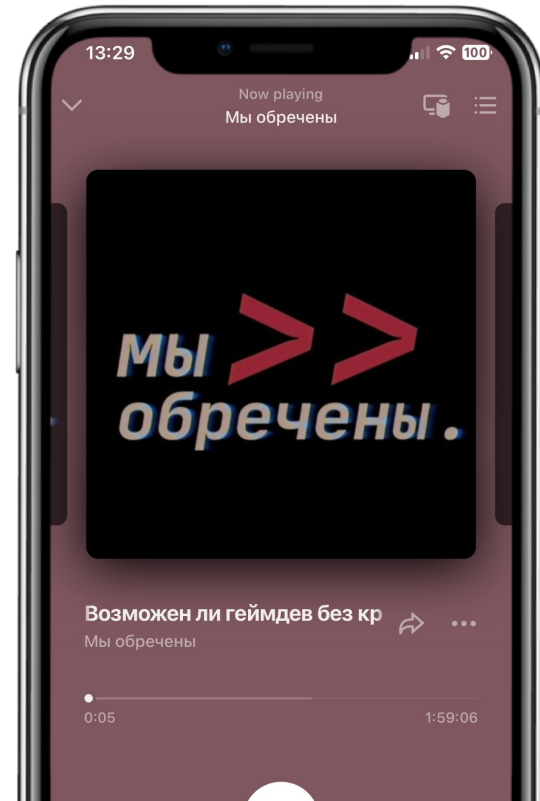 13:29
100
Now playing
Мы обречены
мы >>
обречены.
Возможен ли геймдев без кр
Мы обречены
0:05
1:59:06